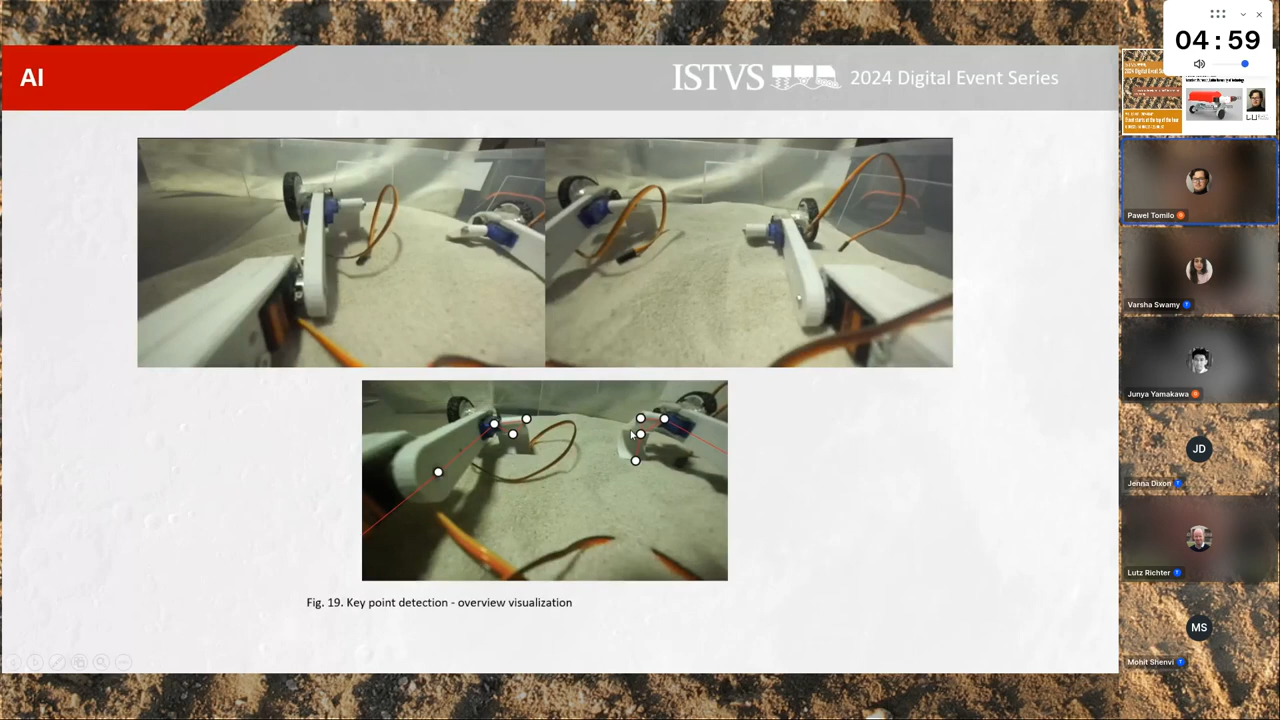 AI
ISTVS
2024 Digital Event Series
04:59
Pawel Tomilo
Varsha Swamy
Junya Yamakawa
JD
Jenna Dixon
Lutz Richter
MS
Mohit Shenvi
Fig. 19. Key point detection - overview visualization